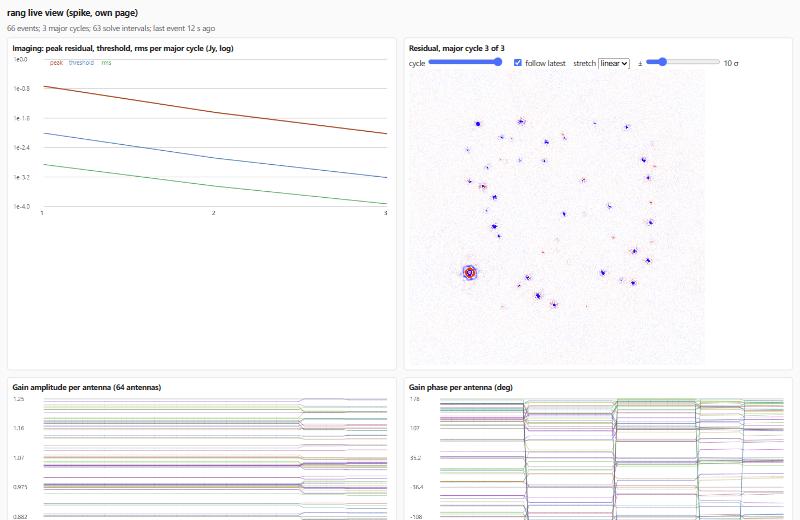 rang live view (spike, own page)
66 events; 3 major cycles; 63 solve intervals; last event 12 s ago
Imaging: peak residual, threshold, rms per major cycle (Jy, log)
1e0.0
peak threshold rms
1e-0.8
1e-1.6
1e-2.4
1e-3.2
1e-4.0
1 2 3
Residual, major cycle 3 of 3
cycle follow latest stretch linear ± 10 σ
Gain amplitude per antenna (64 antennas)
1.25
1.16
1.07
0.975
0.882
Gain phase per antenna (deg)
178
107
35.2
-36.4
-108